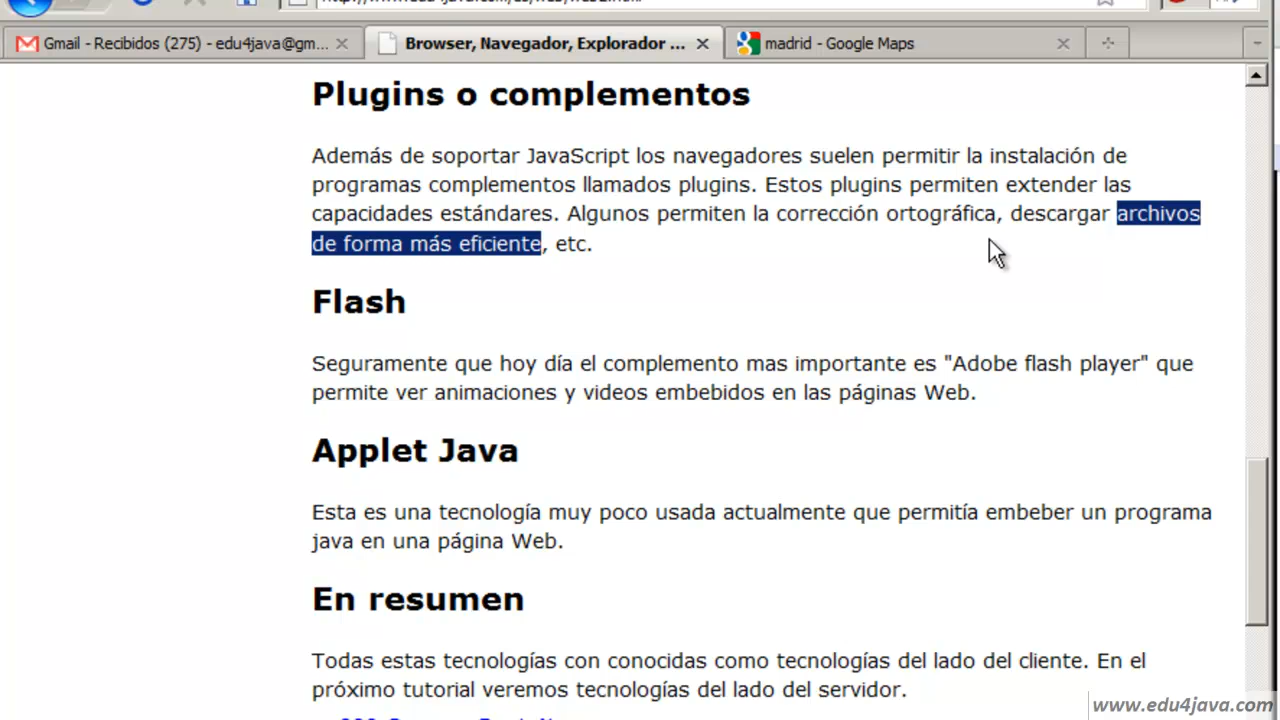 Gmail - Recibidos (275) - edu4java@gm...
Browser, Navegador, Explorador ...
madrid - Google Maps
Plugins o complementos
Además de soportar JavaScript los navegadores suelen permitir la instalación de
programas complementos llamados plugins. Estos plugins permiten extender las
capacidades estándares. Algunos permiten la corrección ortográfica, descargar archivos
de forma más eficiente, etc.
Flash
Seguramente que hoy día el complemento mas importante es "Adobe flash player" que
permite ver animaciones y videos embebidos en las páginas Web.
Applet Java
Esta es una tecnología muy poco usada actualmente que permitía embeber un programa
java en una página Web.
En resumen
Todas estas tecnologías con conocidas como tecnologías del lado del cliente. En el
próximo tutorial veremos tecnologías del lado del servidor.
www.edu4java.com